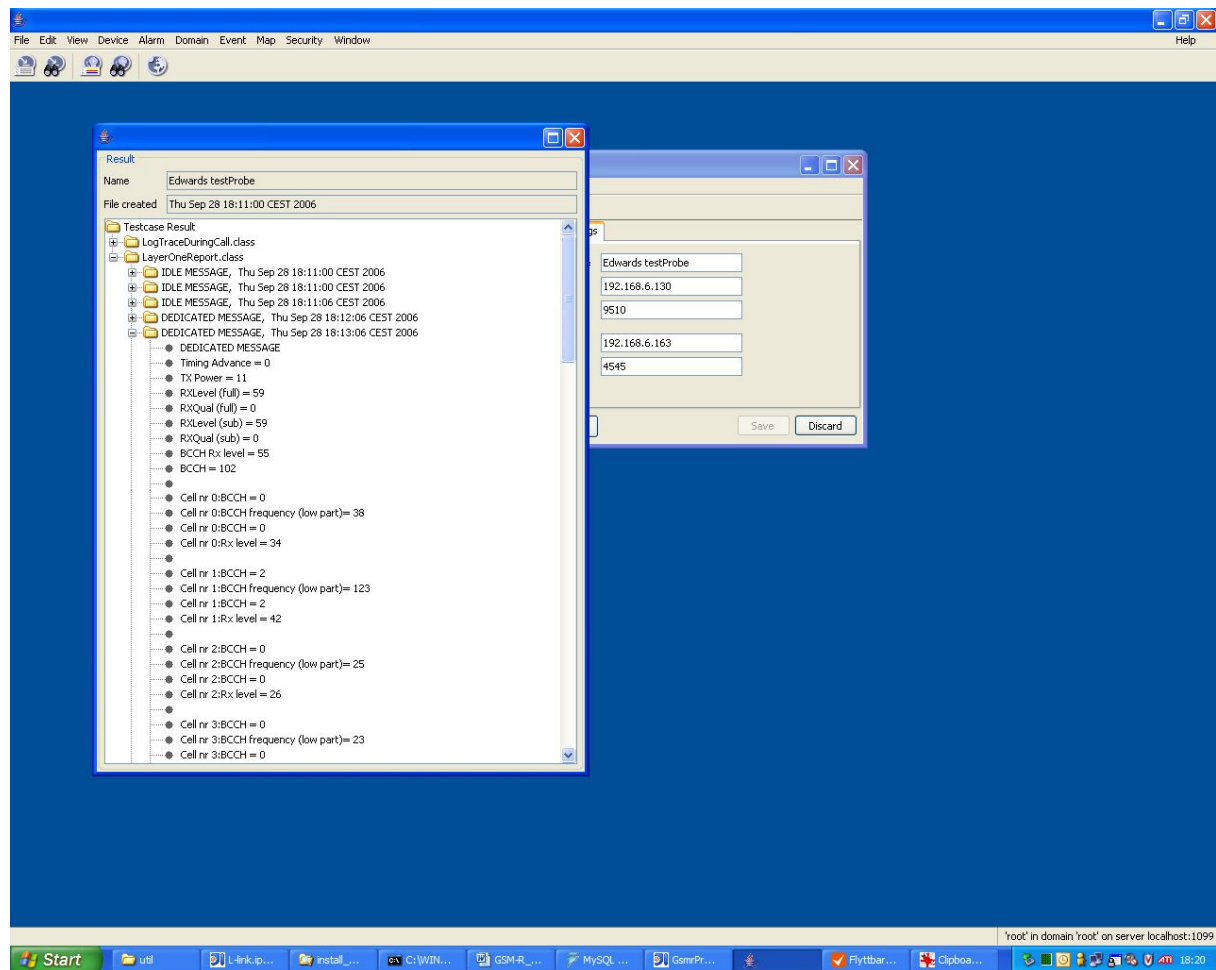 File Edit View Device Alarm Domain Event Map Security Window Help
Result
Name Edwards testProbe
File created Thu Sep 28 18:11:00 CEST 2006
Testcase Result
LogTraceDuringCall.class
LayerOneReport.class
IDLE MESSAGE, Thu Sep 28 18:11:00 CEST 2006
IDLE MESSAGE, Thu Sep 28 18:11:00 CEST 2006
IDLE MESSAGE, Thu Sep 28 18:11:06 CEST 2006
DEDICATED MESSAGE, Thu Sep 28 18:12:06 CEST 2006
DEDICATED MESSAGE, Thu Sep 28 18:13:06 CEST 2006
DEDICATED MESSAGE
Timing Advance = 0
TX Power = 11
RXLevel (full) = 59
RXQual (full) = 0
RXLevel (sub) = 59
RXQual (sub) = 0
BCCH Rx level = 55
BCCH = 102
Cell nr 0:BCCH = 0
Cell nr 0:BCCH frequency (low part)= 38
Cell nr 0:BCCH = 0
Cell nr 0:Rx level = 34
Cell nr 1:BCCH = 2
Cell nr 1:BCCH frequency (low part)= 123
Cell nr 1:BCCH = 2
Cell nr 1:Rx level = 42
Cell nr 2:BCCH = 0
Cell nr 2:BCCH frequency (low part)= 25
Cell nr 2:BCCH = 0
Cell nr 2:Rx level = 26
Cell nr 3:BCCH = 0
Cell nr 3:BCCH frequency (low part)= 23
Cell nr 3:BCCH = 0
gs
Edwards testProbe
192.168.6.130
9510
192.168.6.163
4545
Save Discard
'root' in domain 'root' on server localhost:1099
Start util L-link.ip... install_... C:\WIN... GSM-R_... MySQL ... GsmrPr... Flyttbar... Clipboa... 18:20